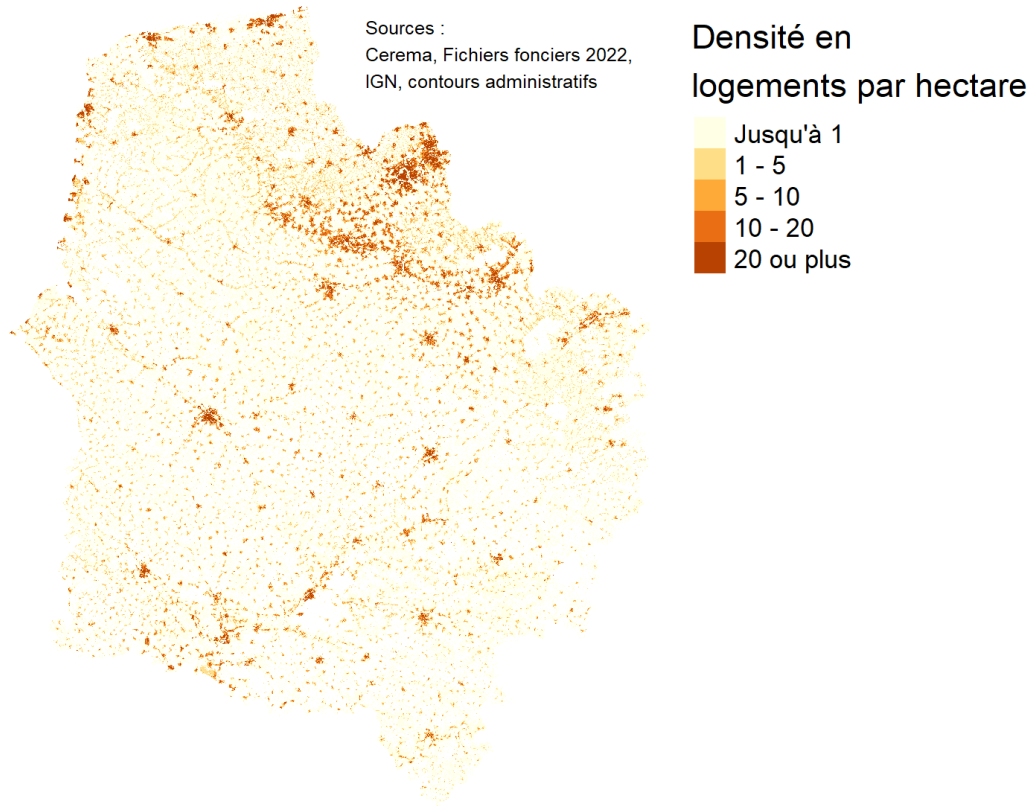 Sources :
Cerema, Fichiers fonciers 2022,
IGN, contours administratifs
Densité en
logements par hectare
Jusqu'à 1
1 - 5
5 - 10
10 - 20
20 ou plus